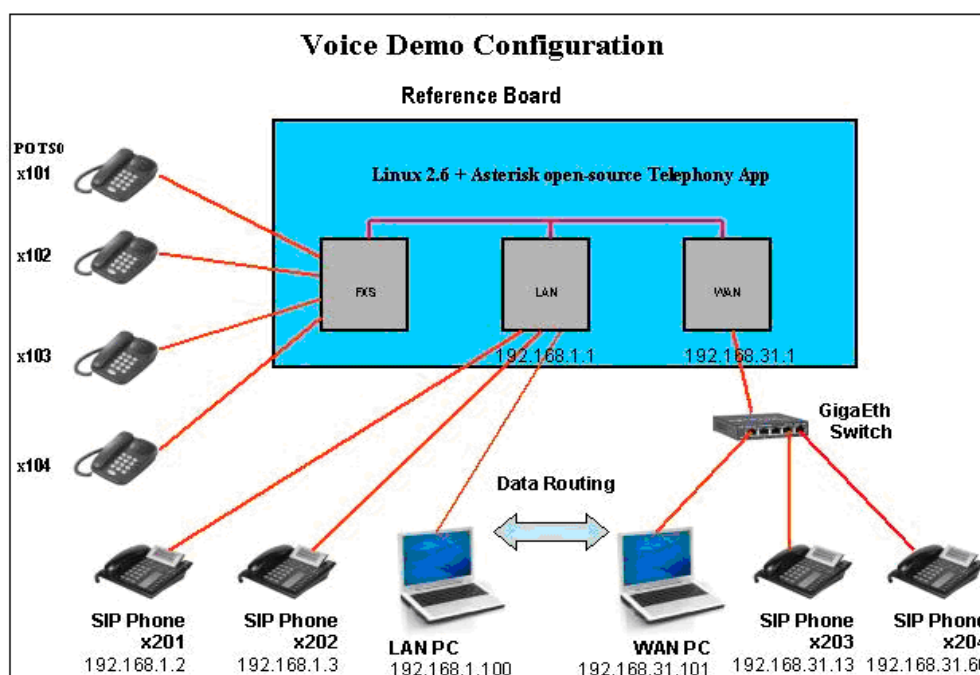 Voice Demo Configuration
Reference Board
POTS0
x101
x102
x103
x104
Linux 2.6 + Asterisk open-source Telephony App
FXS
LAN
WAN
192.168.1.1
192.168.31.1
GigaEth
Switch
Data Routing
SIP Phone
x201
192.168.1.2
SIP Phone
x202
192.168.1.3
LAN PC
192.168.1.100
WAN PC
192.168.31.101
SIP Phone
x203
192.168.31.13
SIP Phone
x204